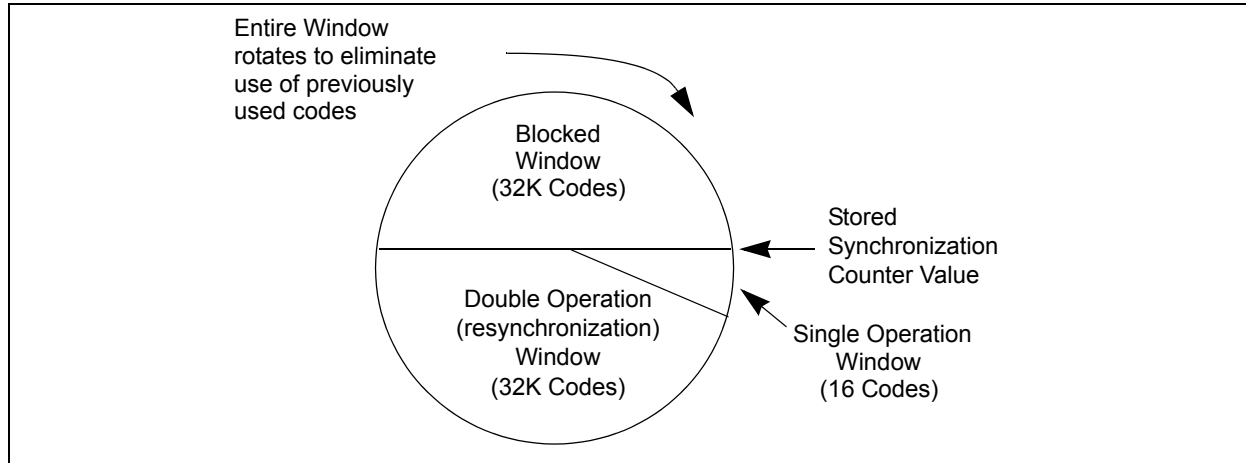 Entire Window
rotates to eliminate
use of previously
used codes
Blocked
Window
(32K Codes)
Stored
Synchronization
Counter Value
Double Operation
(resynchronization)
Window
(32K Codes)
Single Operation
Window
(16 Codes)